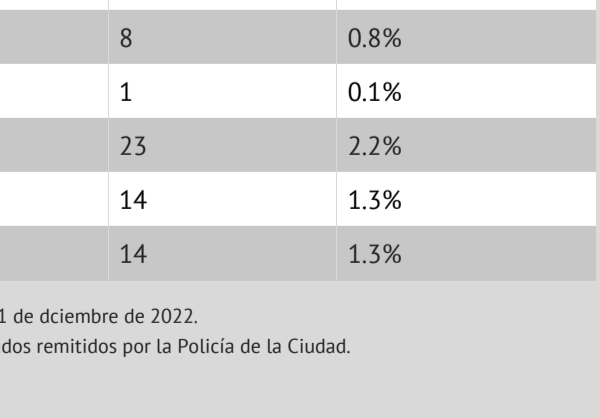 8 0.8%
1 0.1%
23 2.2%
14 1.3%
14 1.3%
1 de dciembre de 2022.
dos remitidos por la Policía de la Ciudad.